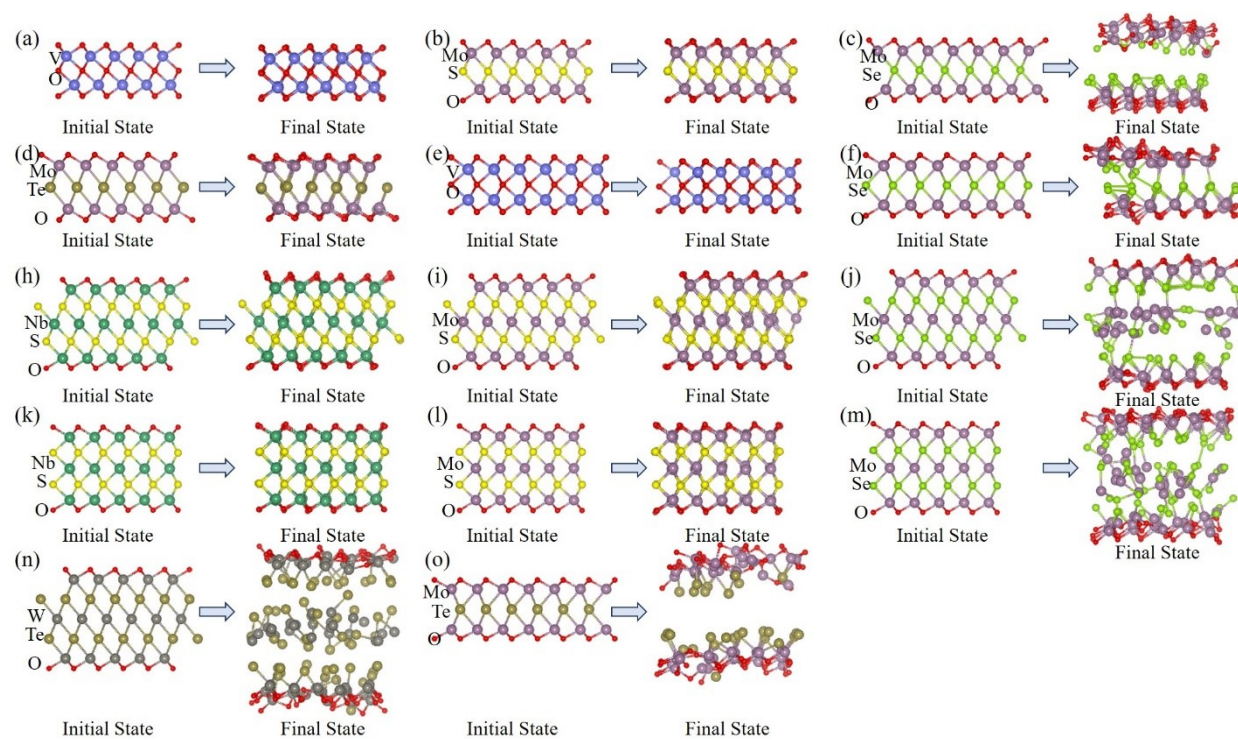 (a)
V
O
Initial State
Final State
(b)
Mo
S
O
Initial State
Final State
(c)
Mo
Se
O
Initial State
Final State
(d)
Mo
Te
O
Initial State
Final State
(e)
V
O
Initial State
Final State
(f)
Mo
Se
O
Initial State
Final State
(h)
Nb
S
O
Initial State
Final State
(i)
Mo
S
O
Initial State
Final State
(j)
Mo
Se
O
Initial State
Final State
(k)
Nb
S
O
Initial State
Final State
(l)
Mo
S
O
Initial State
Final State
(m)
Mo
Se
O
Initial State
Final State
(n)
W
Te
O
Initial State
Final State
(o)
Mo
Te
O
Initial State
Final State